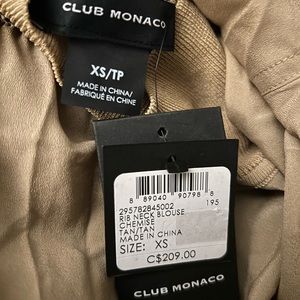 CLUB MONACO
XS/TP
MADE IN CHINA/
FABRIQUÉ EN CHINE
8 89040 90798 8
295782845002 195
RIB NECK BLOUSE
CHEMISE
TAN/TAN
MADE IN CHINA
SIZE: XS
C$209.00
CLUB MONACO